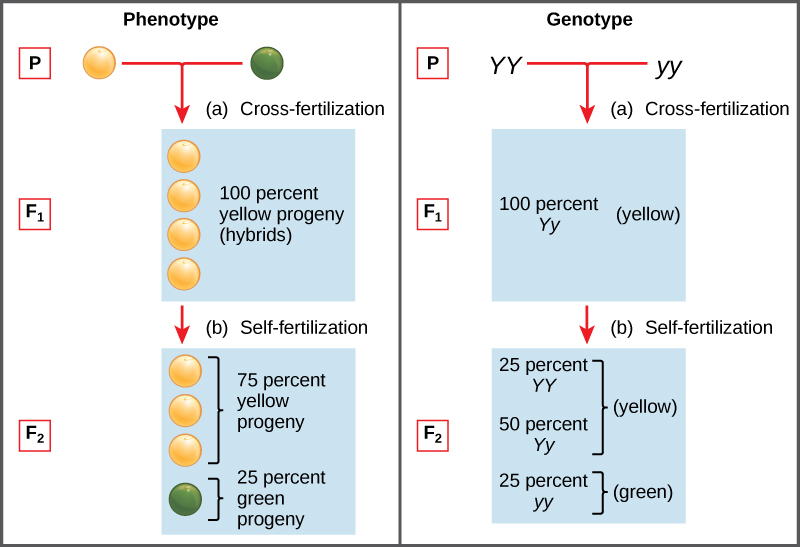 Phenotype
P
(a) Cross-fertilization
F1
100 percent
yellow progeny
(hybrids)
(b) Self-fertilization
F2
75 percent
yellow
progeny
25 percent
green
progeny
Genotype
P
YY
yy
(a) Cross-fertilization
F1
100 percent
Yy
(yellow)
(b) Self-fertilization
F2
25 percent
YY
(yellow)
50 percent
Yy
25 percent
yy
(green)